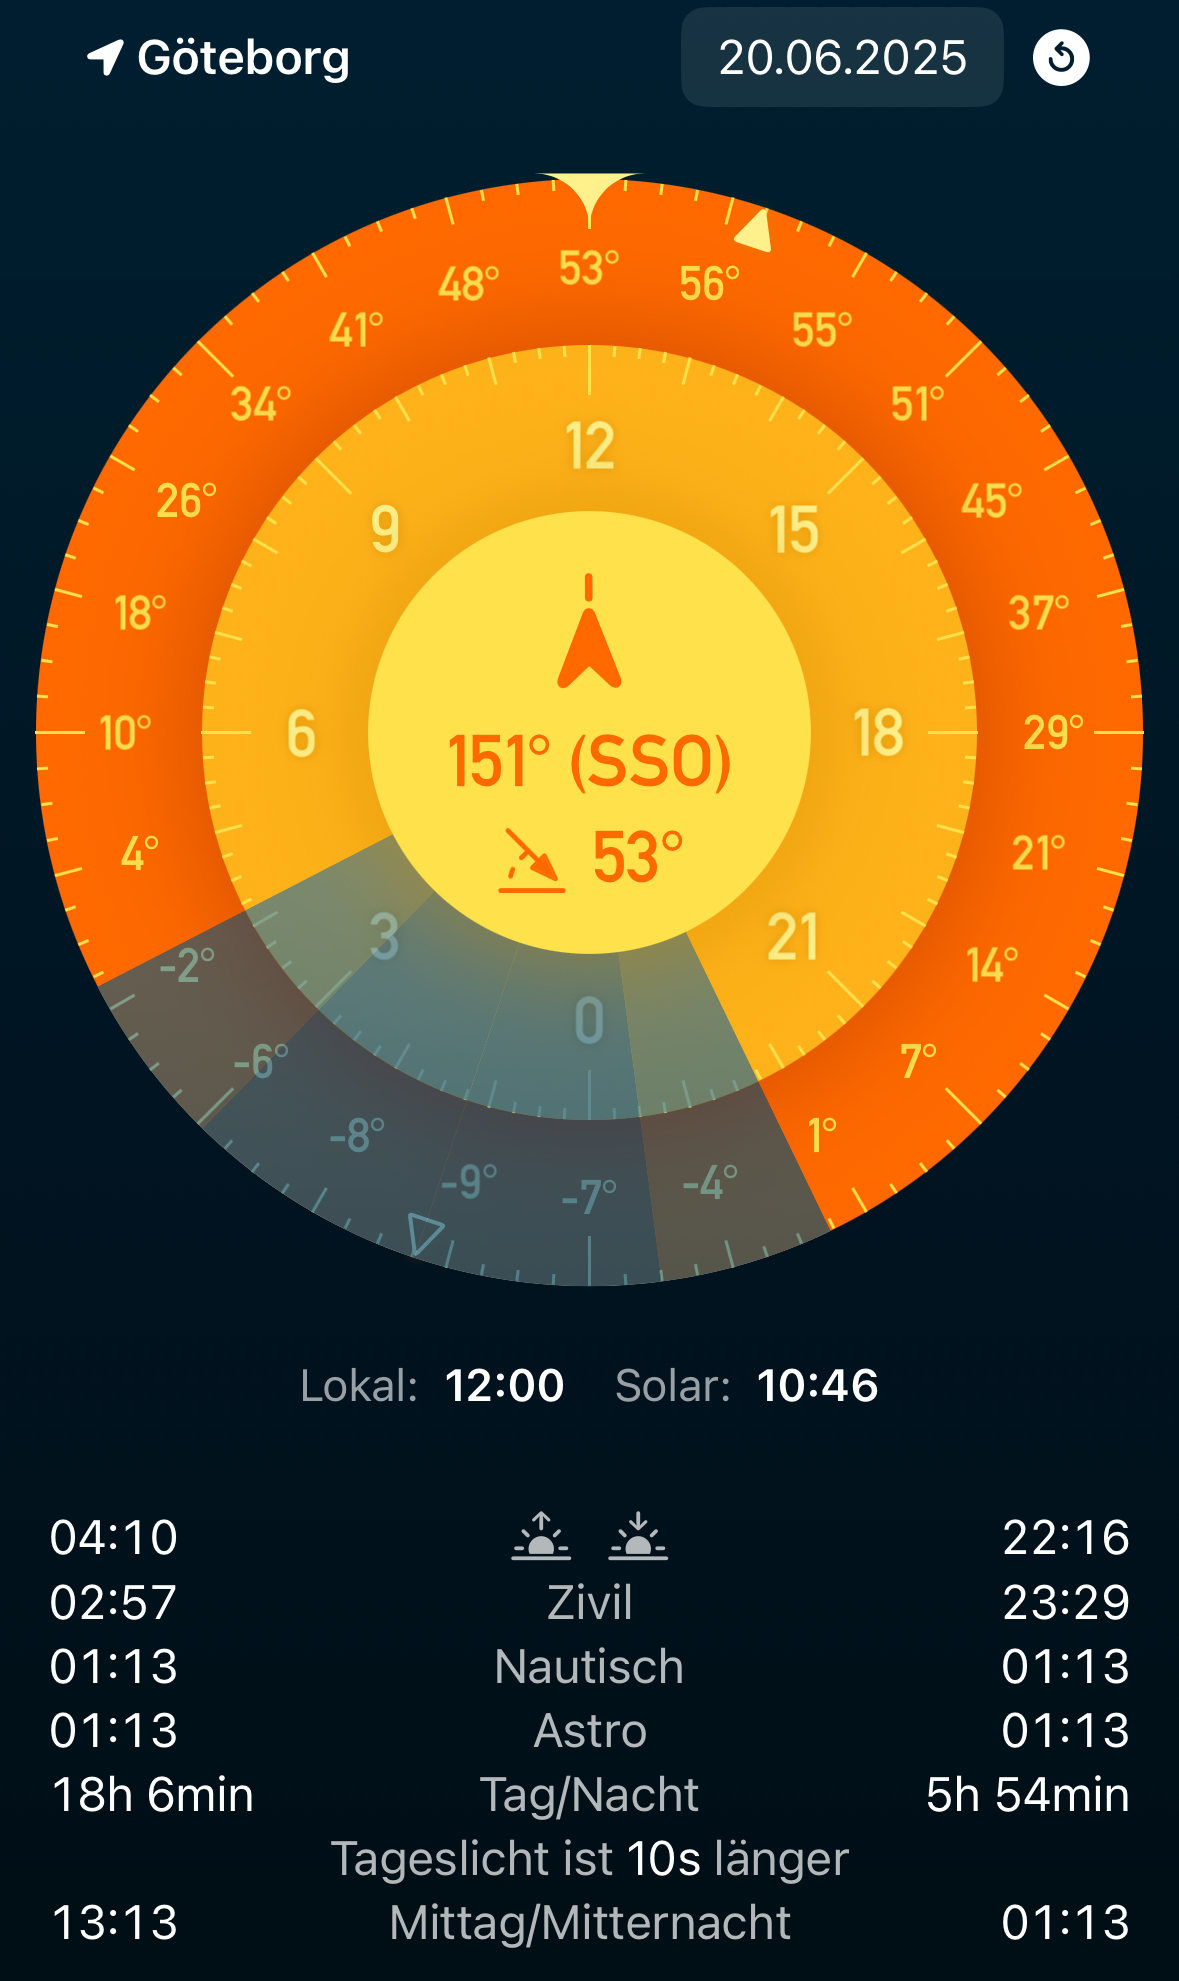 Göteborg 20.06.2025
53°
48° 56°
41° 55°
34° 51°
26° 45°
18° 37°
10° 29°
4° 21°
-2° 14°
-6° 7°
-8° 1°
-9° -4°
-7°
12
9 15
6 18
3 21
0
151° (SSO)
53°
Lokal: 12:00 Solar: 10:46
04:10 22:16
02:57 Zivil 23:29
01:13 Nautisch 01:13
01:13 Astro 01:13
18h 6min Tag/Nacht 5h 54min
Tageslicht ist 10s länger
13:13 Mittag/Mitternacht 01:13